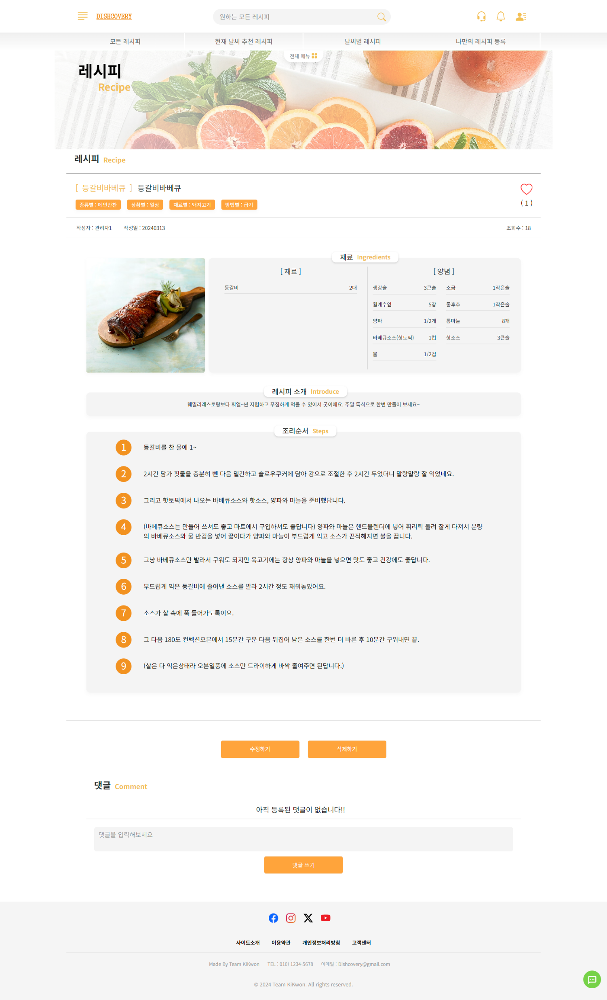 DISHCOVERY
원하는 모든 레시피
모든 레시피
현재 날씨 추천 레시피
날씨별 레시피
나만의 레시피 등록
전체 메뉴
레시피
Recipe
레시피 Recipe
[ 등갈비바베큐 ] 등갈비바베큐
( 1 )
종류별 : 메인반찬
상황별 : 일상
재료별 : 돼지고기
방법별 : 굽기
작성자 : 관리자1
작성일 : 20240313
조회수 : 18
재료 Ingredients
[ 재료 ]
등갈비 2대
[ 양념 ]
생강술 3큰술
소금 1작은술
월계수잎 5장
통후추 1작은술
양파 1/2개
통마늘 8개
바베큐소스(핫토픽) 1컵
핫소스 3큰술
물 1/2컵
레시피 소개 Introduce
훼밀리레스토랑보다 훠얼~씬 저렴하고 푸짐하게 먹을 수 있어서 굿이에요. 주말 특식으로 한번 만들어 보세요~
조리순서 Steps
1 등갈비를 찬 물에 1~
2 2시간 담가 핏물을 충분히 뺀 다음 밑간하고 슬로우쿠커에 담아 강으로 조절한 후 2시간 두었더니 말랑말랑 잘 익었네요.
3 그리고 핫토픽에서 나오는 바베큐소스와 핫소스, 양파와 마늘을 준비했답니다.
4 (바베큐소스는 만들어 쓰셔도 좋고 마트에서 구입하셔도 좋답니다) 양파와 마늘은 핸드블렌더에 넣어 휘리릭 돌려 잘게 다져서 분량
의 바베큐소스와 물 반컵을 넣어 끓이다가 양파와 마늘이 부드럽게 익고 소스가 끈적해지면 불을 끕니다.
5 그냥 바베큐소스만 발라서 구워도 되지만 육고기에는 항상 양파와 마늘을 넣으면 맛도 좋고 건강에도 좋답니다.
6 부드럽게 익은 등갈비에 졸여낸 소스를 발라 2시간 정도 재워놓았어요.
7 소스가 살 속에 푹 들어가도록이요.
8 그 다음 180도 컨벡션오븐에서 15분간 구운 다음 뒤집어 남은 소스를 한번 더 바른 후 10분간 구워내면 끝.
9 (살은 다 익은상태라 오븐열풍에 소스만 드라이하게 바싹 졸여주면 된답니다.)
수정하기
삭제하기
댓글 Comment
아직 등록된 댓글이 없습니다!!
댓글을 입력해보세요
댓글 쓰기
사이트소개
이용약관
개인정보처리방침
고객센터
Made By Team KiKwon
TEL : 010) 1234-5678
이메일 : Dishcovery@gmail.com
© 2024 Team KiKwon. All rights reserved.